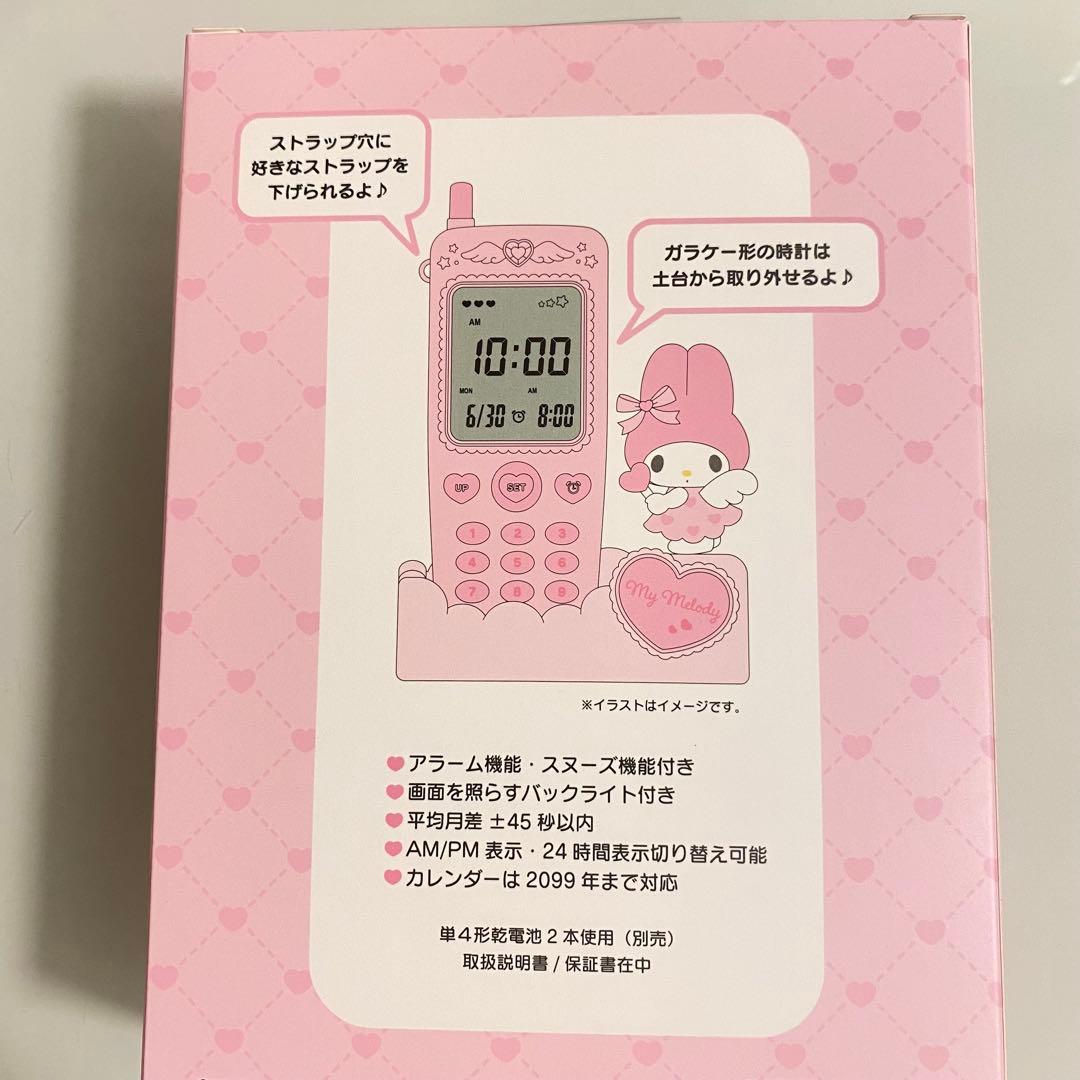 ストラップ穴に
好きなストラップを
下げられるよ♪
ガラケー形の時計は
土台から取り外せるよ♪
AM
10:00
MON AM
6/30 8:00
UP SET
1 2 3
4 5 6
7 8 9
My Melody
※イラストはイメージです。
アラーム機能・スヌーズ機能付き
画面を照らすバックライト付き
平均月差 ±45 秒以内
AM/PM 表示・24 時間表示切り替え可能
カレンダーは 2099 年まで対応
単4形乾電池 2 本使用（別売）
取扱説明書 / 保証書在中